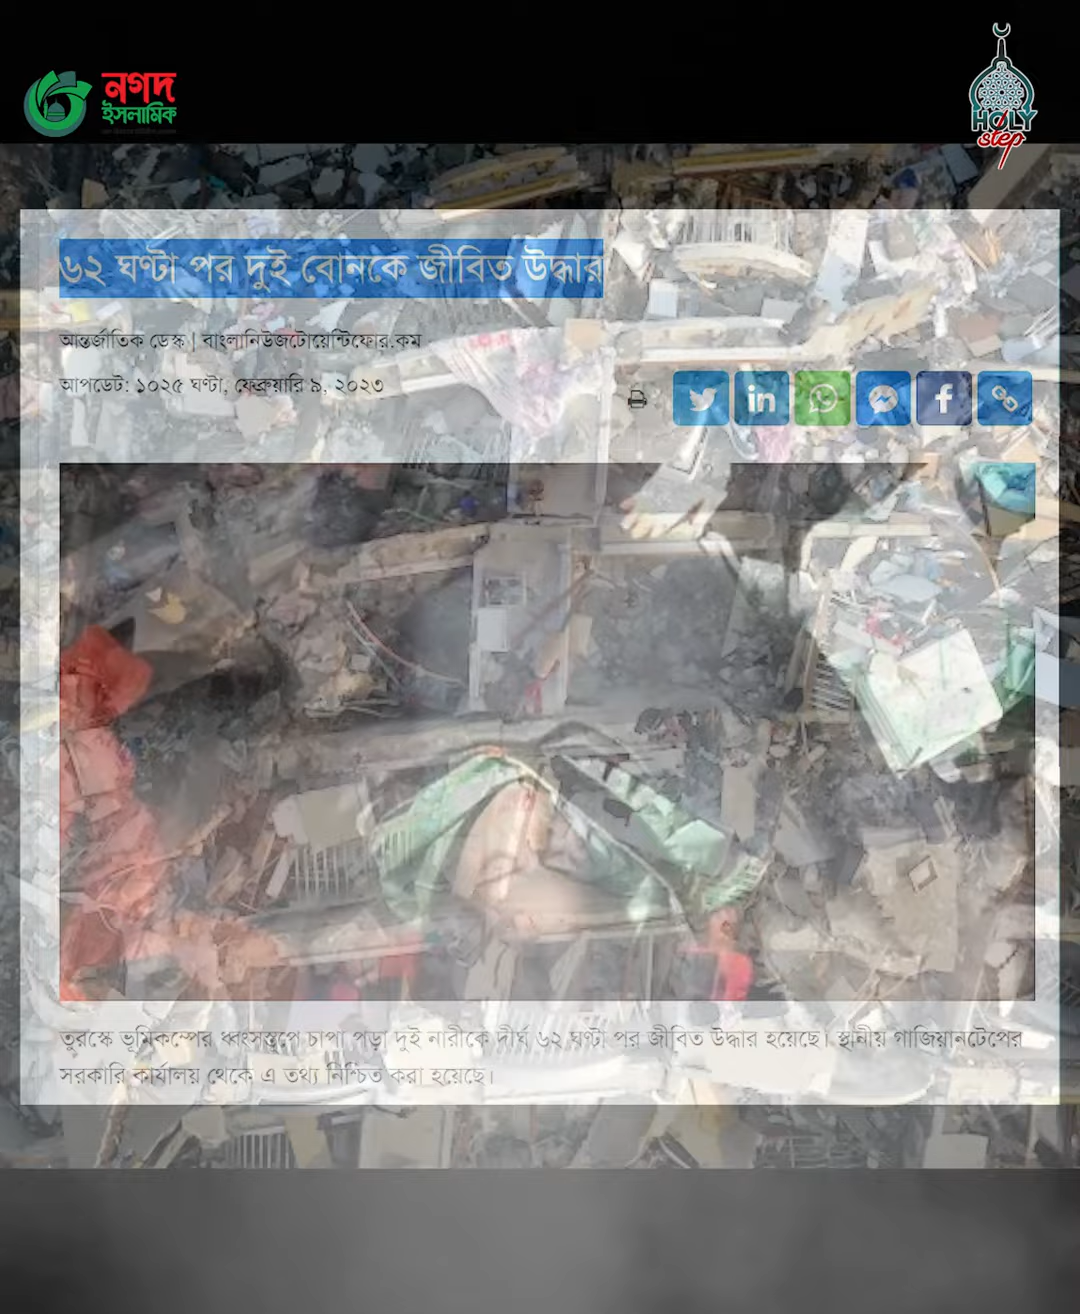 নগদ
ইসলামিক
HOLY
step
৬২ ঘণ্টা পর দুই বোনকে জীবিত উদ্ধার
আন্তর্জাতিক ডেস্ক | বাংলানিউজটোয়েন্টিফোর.কম
আপডেট: ১০২৫ ঘণ্টা, ফেব্রুয়ারি ৯, ২০২৩
তুরস্কে ভূমিকম্পের ধ্বংসস্তূপে চাপা পড়া দুই নারীকে দীর্ঘ ৬২ ঘণ্টা পর জীবিত উদ্ধার হয়েছে। স্থানীয় গাজিয়ানটেপের
সরকারি কার্যালয় থেকে এ তথ্য নিশ্চিত করা হয়েছে।